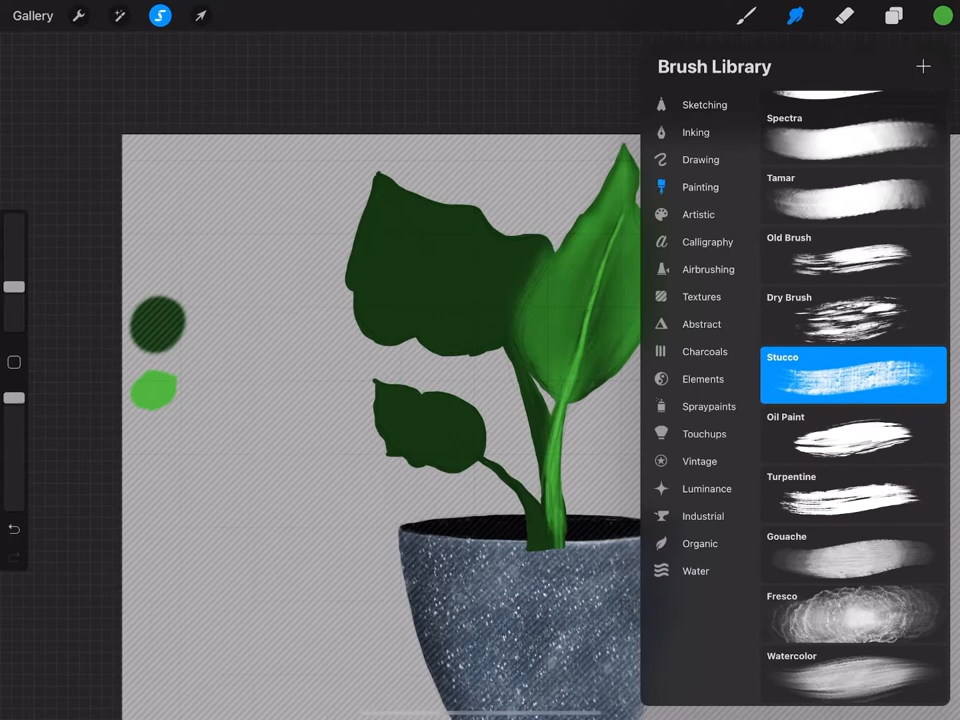 Gallery
Brush Library
Sketching
Inking
Drawing
Painting
Artistic
Calligraphy
Airbrushing
Textures
Abstract
Charcoals
Elements
Spraypaints
Touchups
Vintage
Luminance
Industrial
Organic
Water
Spectra
Tamar
Old Brush
Dry Brush
Stucco
Oil Paint
Turpentine
Gouache
Fresco
Watercolor